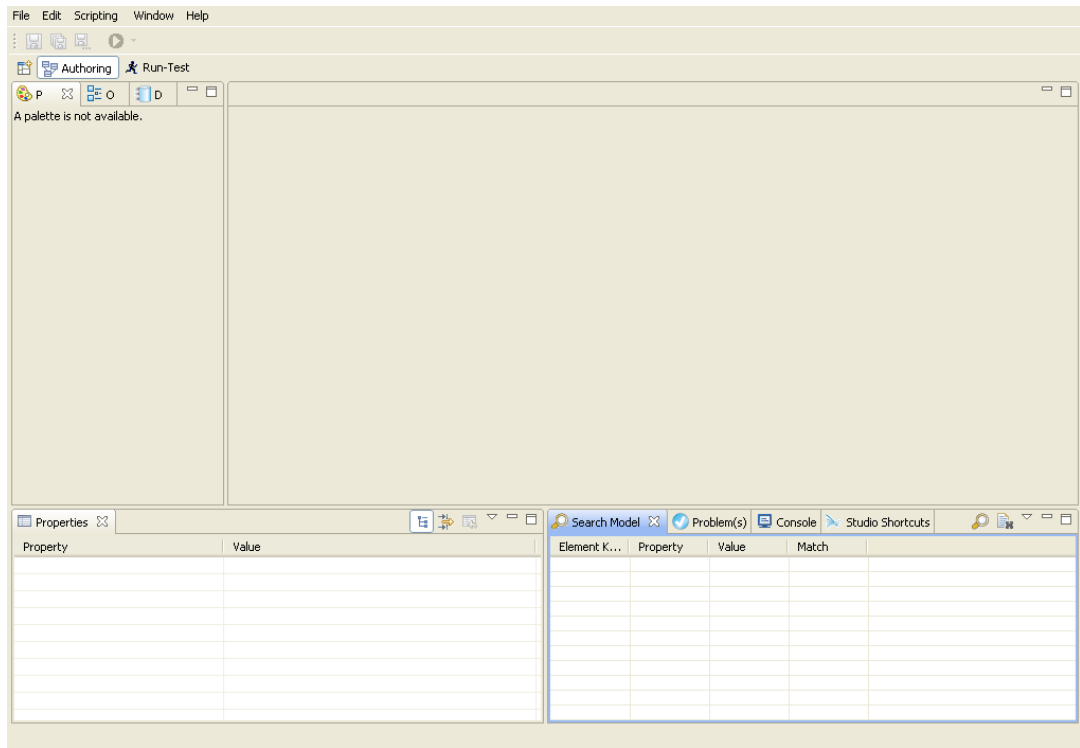 File Edit Scripting Window Help
Authoring Run-Test
P O D
A palette is not available.
Properties Search Model Problem(s) Console Studio Shortcuts
Property Value Element K... Property Value Match